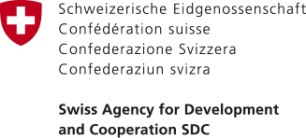 Schweizerische Eidgenossenschaft
Confédération suisse
Confederazione Svizzera
Confederaziun svizra
Swiss Agency for Development
and Cooperation SDC